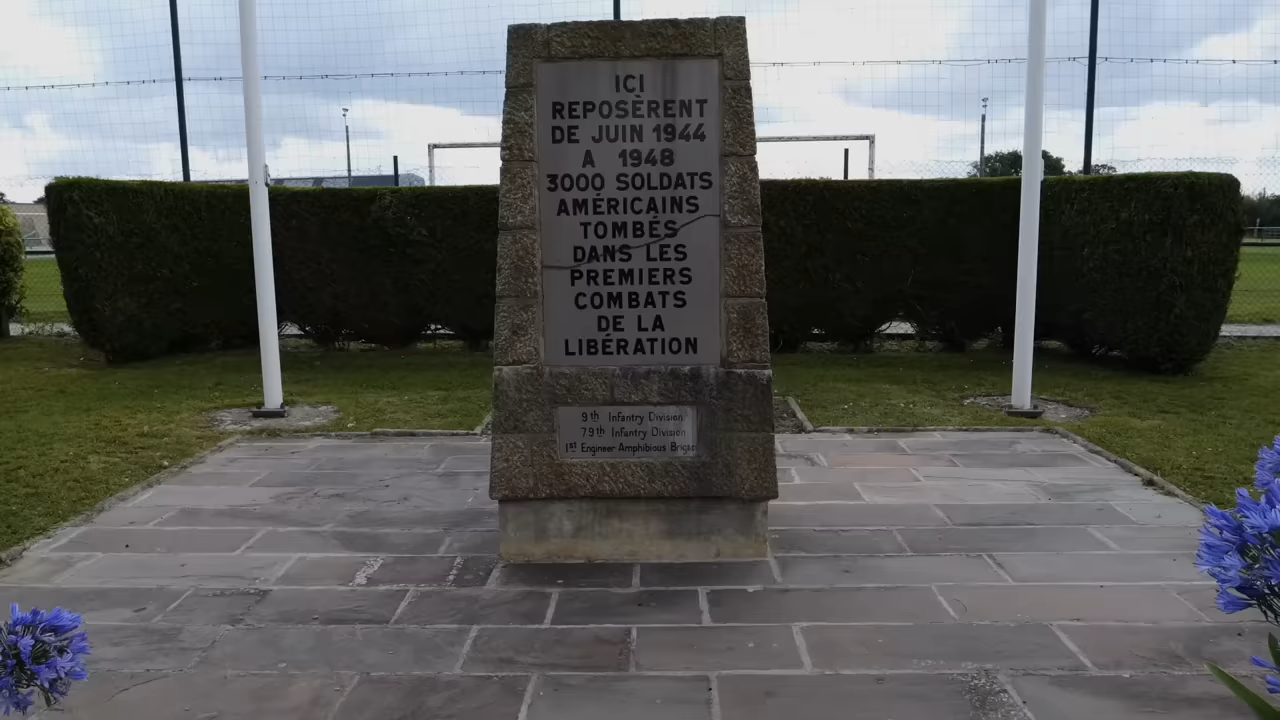 ICI
REPOSÈRENT
DE JUIN 1944
A 1948
3000 SOLDATS
AMÉRICAINS
TOMBÉS
DANS LES
PREMIERS
COMBATS
DE LA
LIBÉRATION
9th Infantry Division
79th Infantry Division
1st Engineer Amphibious Brigade